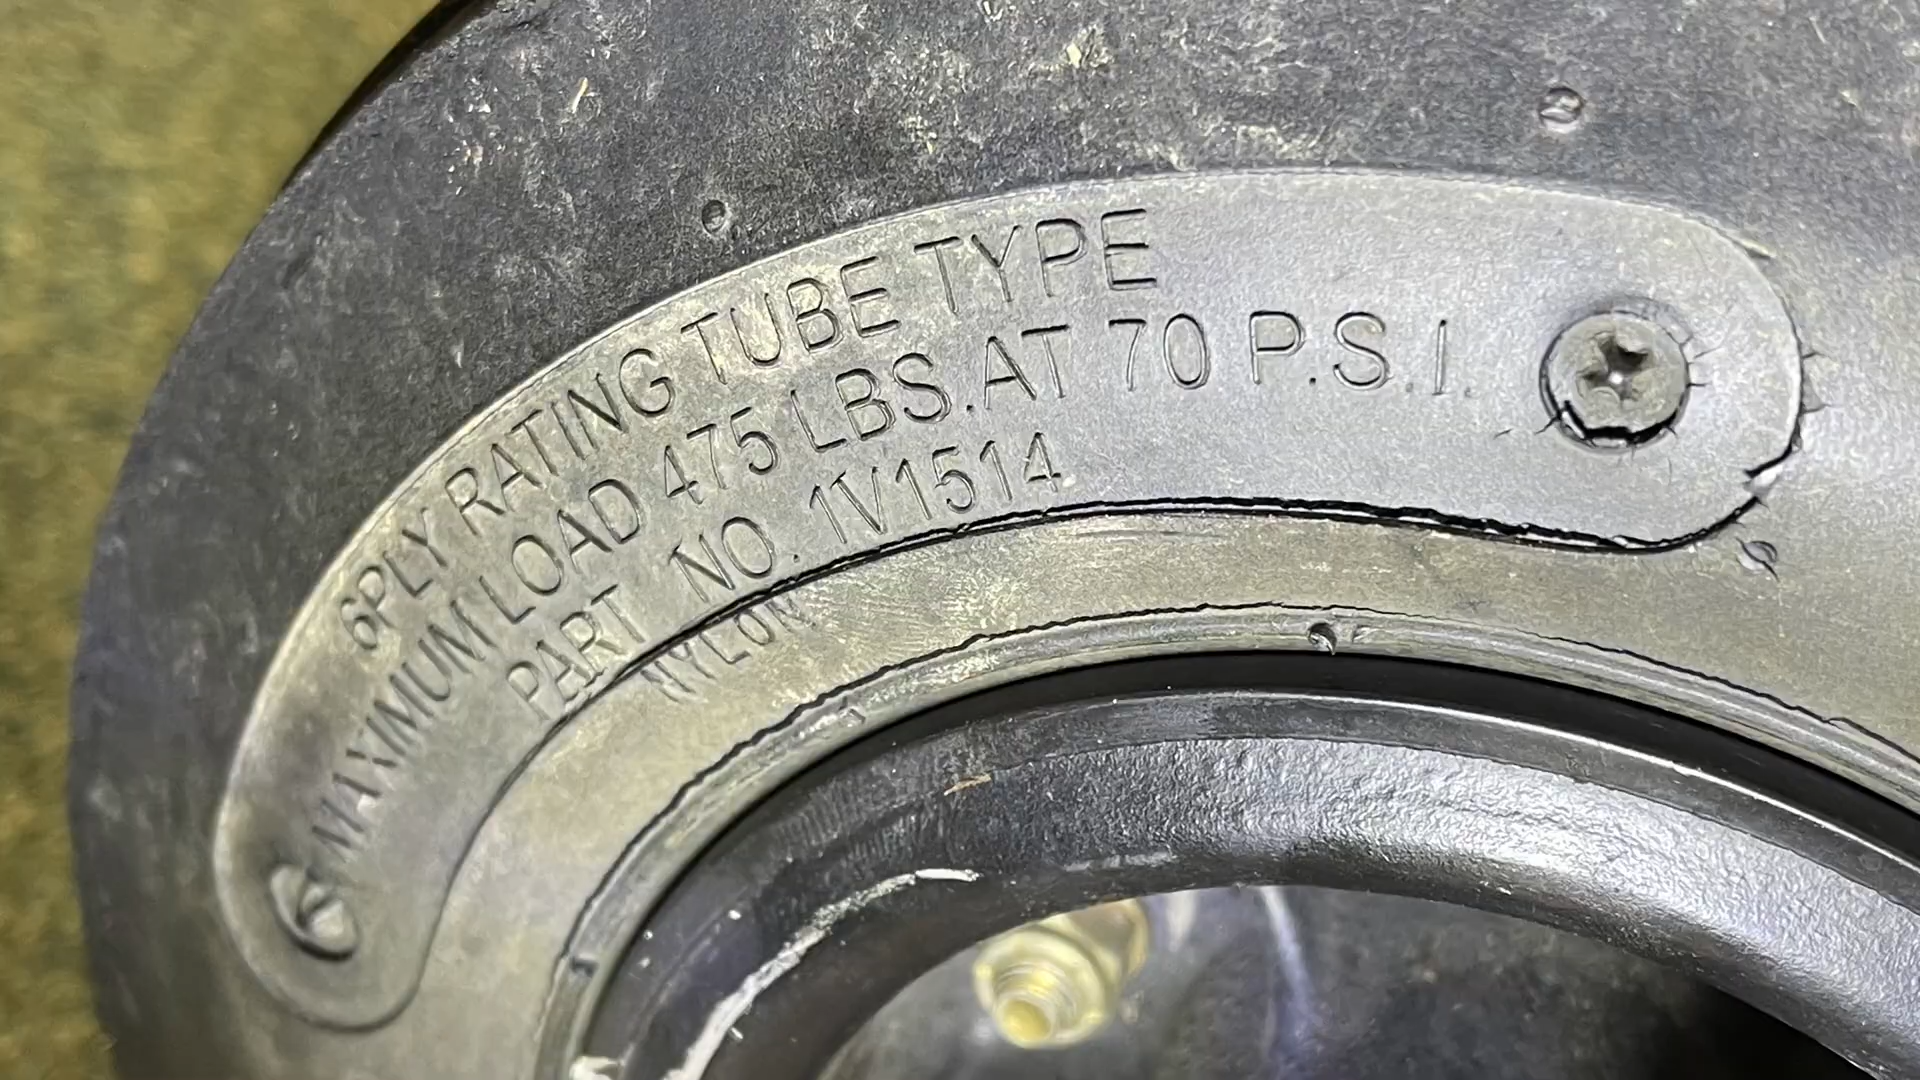 6PLY RATING TUBE TYPE
MAXIMUM LOAD 475 LBS.AT 70 P.S.I.
PART NO. 1V1514
NYLON